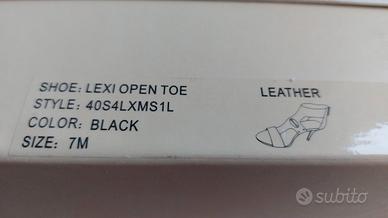 SHOE: LEXI OPEN TOE
STYLE: 40S4LXMS1L
COLOR: BLACK
SIZE: 7M
LEATHER
subito